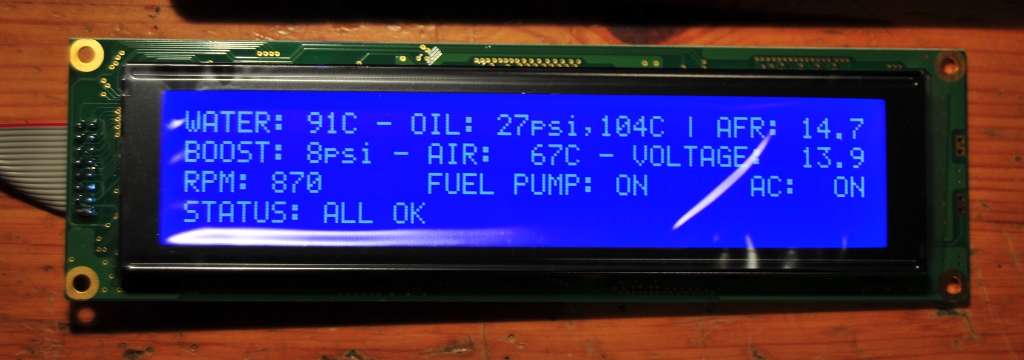 WATER: 91C - OIL: 27psi,104C | AFR: 14.7
BOOST: 8psi - AIR:  67C - VOLTAGE:  13.9
RPM: 870      FUEL PUMP: ON      AC:  ON
STATUS: ALL OK